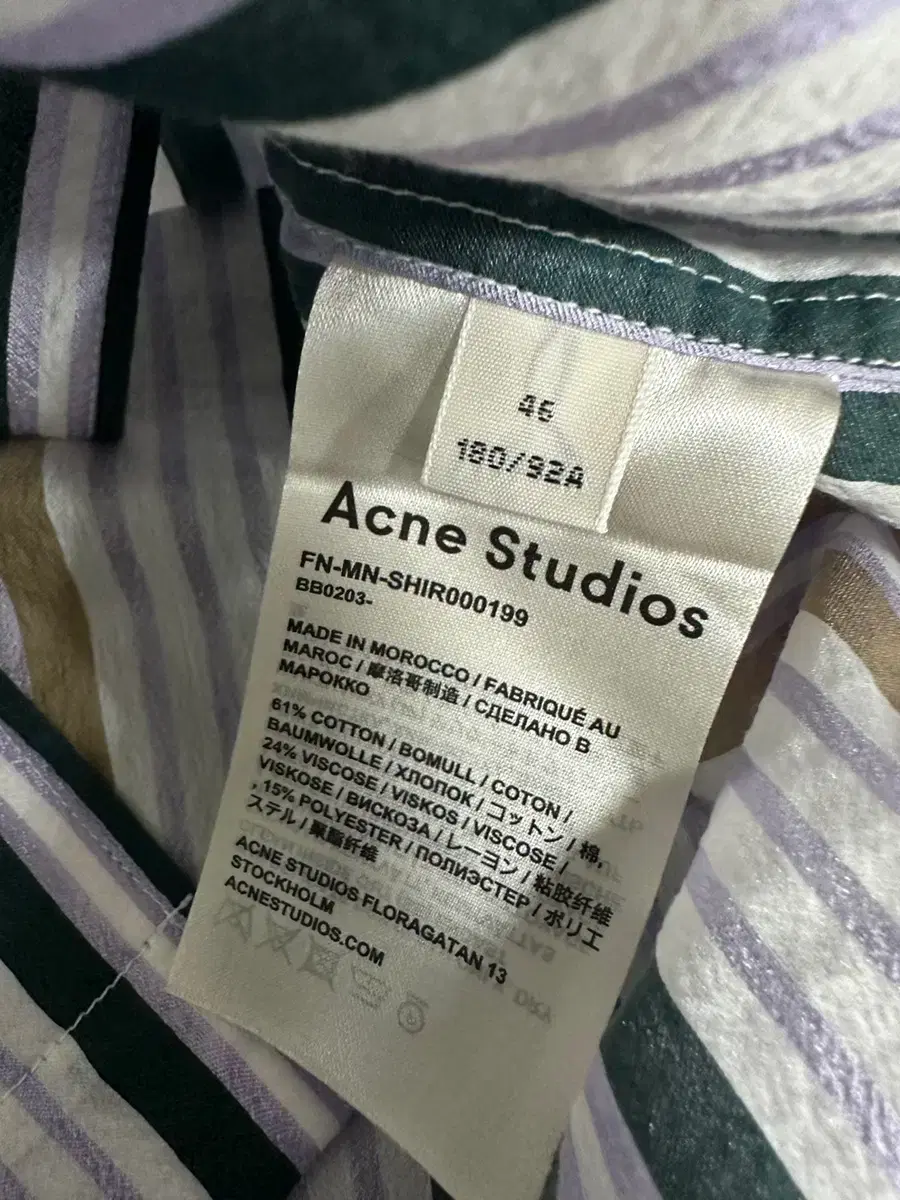 46
180/92A
Acne Studios
FN-MN-SHIR000199
BB0203-
MADE IN MOROCCO / FABRIQUÉ AU
MAROC / 摩洛哥制造 / СДЕЛАНО В
МАРОККО
61% COTTON / BOMULL / COTON /
BAUMWOLLE / ХЛОПОК / コットン / 棉,
24% VISCOSE / VISKOS / VISCOSE /
VISKOSE / ВИСКОЗА / レーヨン / 粘胶纤维
, 15% POLYESTER / ПОЛИЭСТЕР / ポリエ
ステル / 聚酯纤维
ACNE STUDIOS FLORAGATAN 13
STOCKHOLM
ACNESTUDIOS.COM